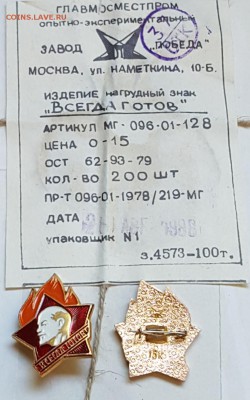 COINS.LAVE.RU
ГЛАВМОСМЕСТПРОМ
ОПЫТНО-ЭКСПЕРИМЕНТАЛЬНЫЙ
ЗАВОД "ПОБЕДА"
МОСКВА, УЛ. НАМЕТКИНА, 10-Б.
ИЗДЕЛИЕ НАГРУДНЫЙ ЗНАК
„ВСЕГДА ГОТОВ"
АРТИКУЛ МГ-096-01-128
ЦЕНА 0-15
ОСТ 62-93-79
КОЛ-ВО 200 ШТ
ПР-Т 096-01-1978/219-МГ
ДАТА
УПАКОВЩИК N1
З.4573-100Т.
ВСЕГДА ГОТОВ!
15К